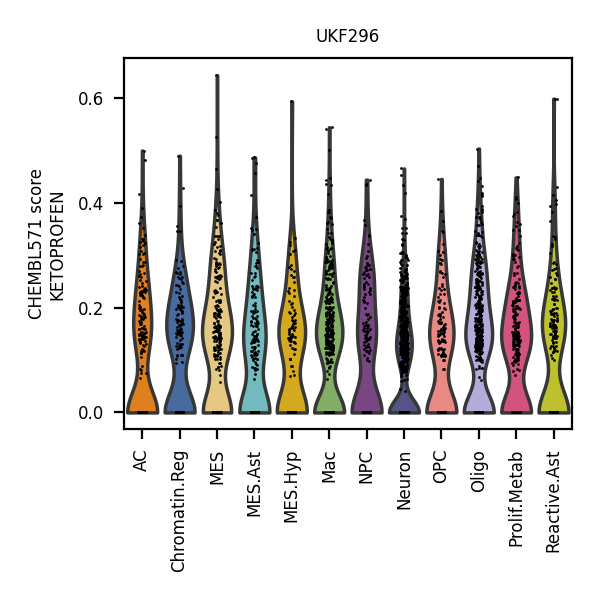 UKF296
CHEMBL571 score
KETOPROFEN
0.6
0.4
0.2
0.0
AC
Chromatin.Reg
MES
MES.Ast
MES.Hyp
Mac
NPC
Neuron
OPC
Oligo
Prolif.Metab
Reactive.Ast